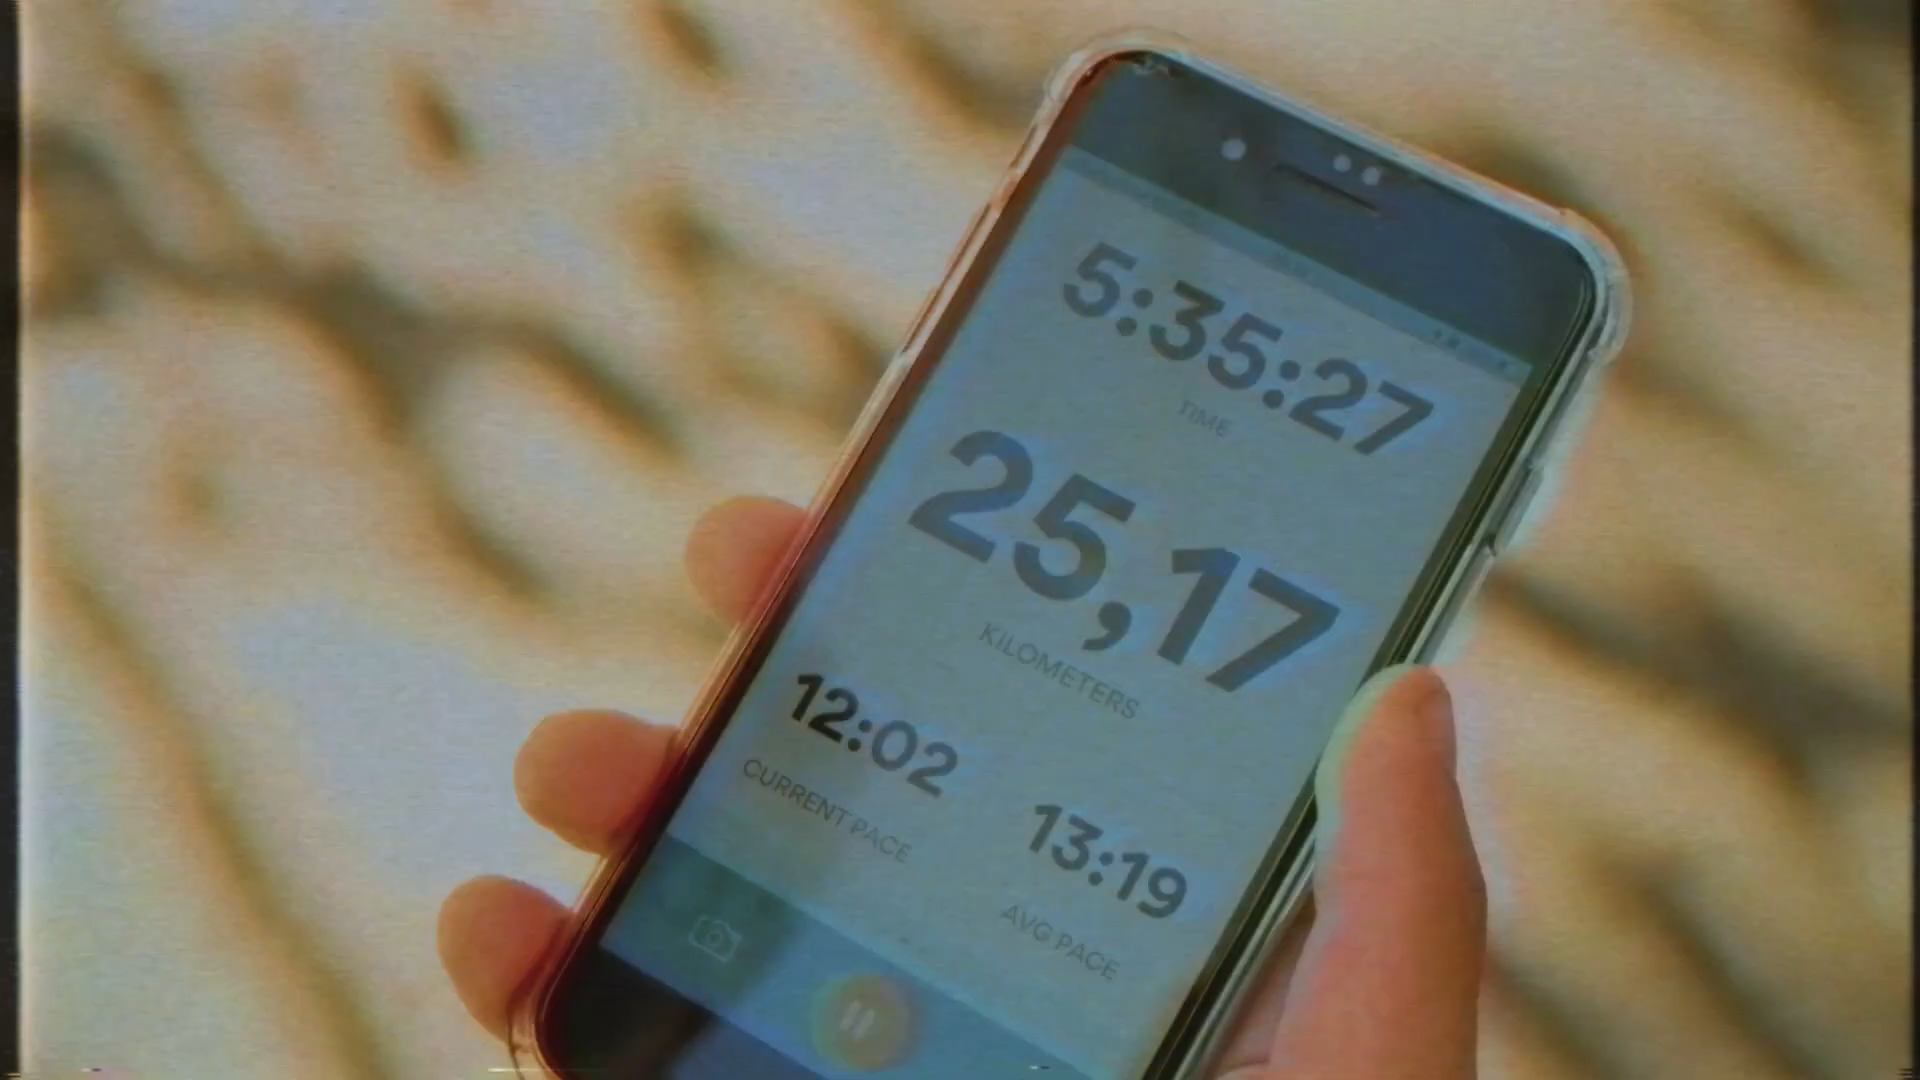 5:35:27
TIME
25,17
KILOMETERS
12:02
CURRENT PACE
13:19
AVG PACE